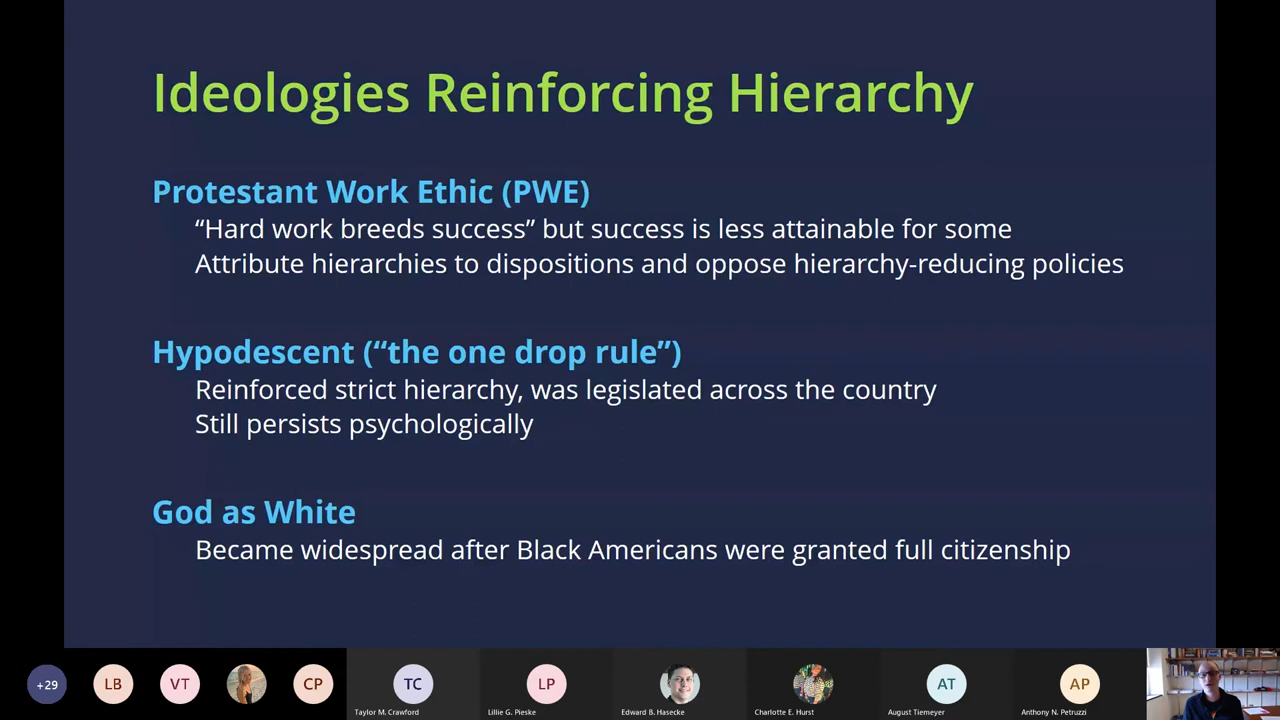 Ideologies Reinforcing Hierarchy
Protestant Work Ethic (PWE)
“Hard work breeds success” but success is less attainable for some
Attribute hierarchies to dispositions and oppose hierarchy-reducing policies
Hypodescent (“the one drop rule”)
Reinforced strict hierarchy, was legislated across the country
Still persists psychologically
God as White
Became widespread after Black Americans were granted full citizenship
+29
LB
VT
CP
TC
LP
AT
AP
Taylor M. Crawford
Lillie G. Pieske
Edward B. Hasecke
Charlotte E. Hurst
August Tiemeyer
Anthony N. Petruzzi